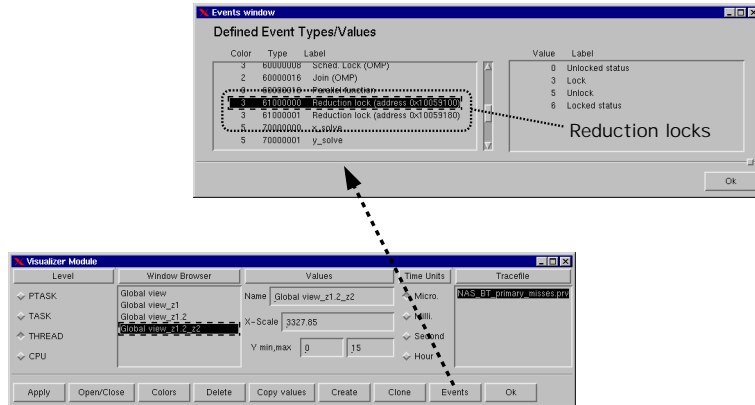 Events window
Defined Event Types/Values
Color Type Label
3 60000008 Sched. Lock (OMP)
2 60000016 Join (OMP)
Parallel function
3 61000000 Reduction lock (address 0x10059100)
3 61000001 Reduction lock (address 0x10059180)
5 70000000 x_solve
5 70000001 y_solve
Value Label
0 Unlocked status
3 Lock
5 Unlock
6 Locked status
Reduction locks
Ok
Visualizer Module
Level Window Browser Values Time Units Tracefile
PTASK
TASK
THREAD
CPU
Global view
Global view_z1
Global view_z1.2
Global view_z1.2_z2
Name Global view_z1.2_z2
X-Scale 3327.85
Y min,max 0 15
Micro.
Milli.
Second
Hour
NAS_BT_primary_misses.prv
Apply Open/Close Colors Delete Copy values Create Clone Events Ok